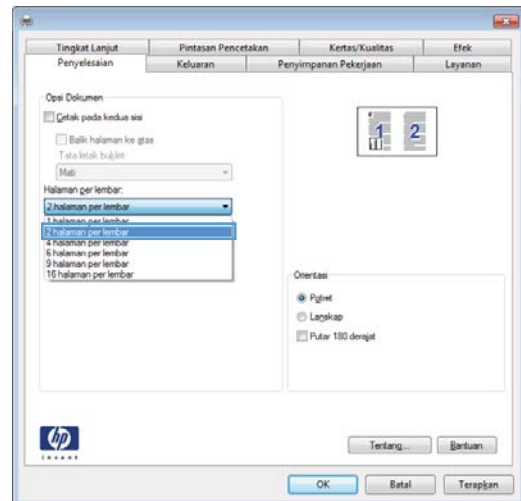 Tingkat Lanjut Pintasan Pencetakan Kertas/Kualitas Efek
Penyelesaian Keluaran Penyimpanan Pekerjaan Layanan
Opsi Dokumen
Cetak pada kedua sisi
Balik halaman ke atas
Tata letak buklet:
Mati
Halaman per lembar:
2 halaman per lembar
1 halaman per lembar
2 halaman per lembar
4 halaman per lembar
6 halaman per lembar
9 halaman per lembar
16 halaman per lembar
1 2
Orientasi
Potret
Lanskap
Putar 180 derajat
hp
invent
Tentang... Bantuan
OK Batal Terapkan